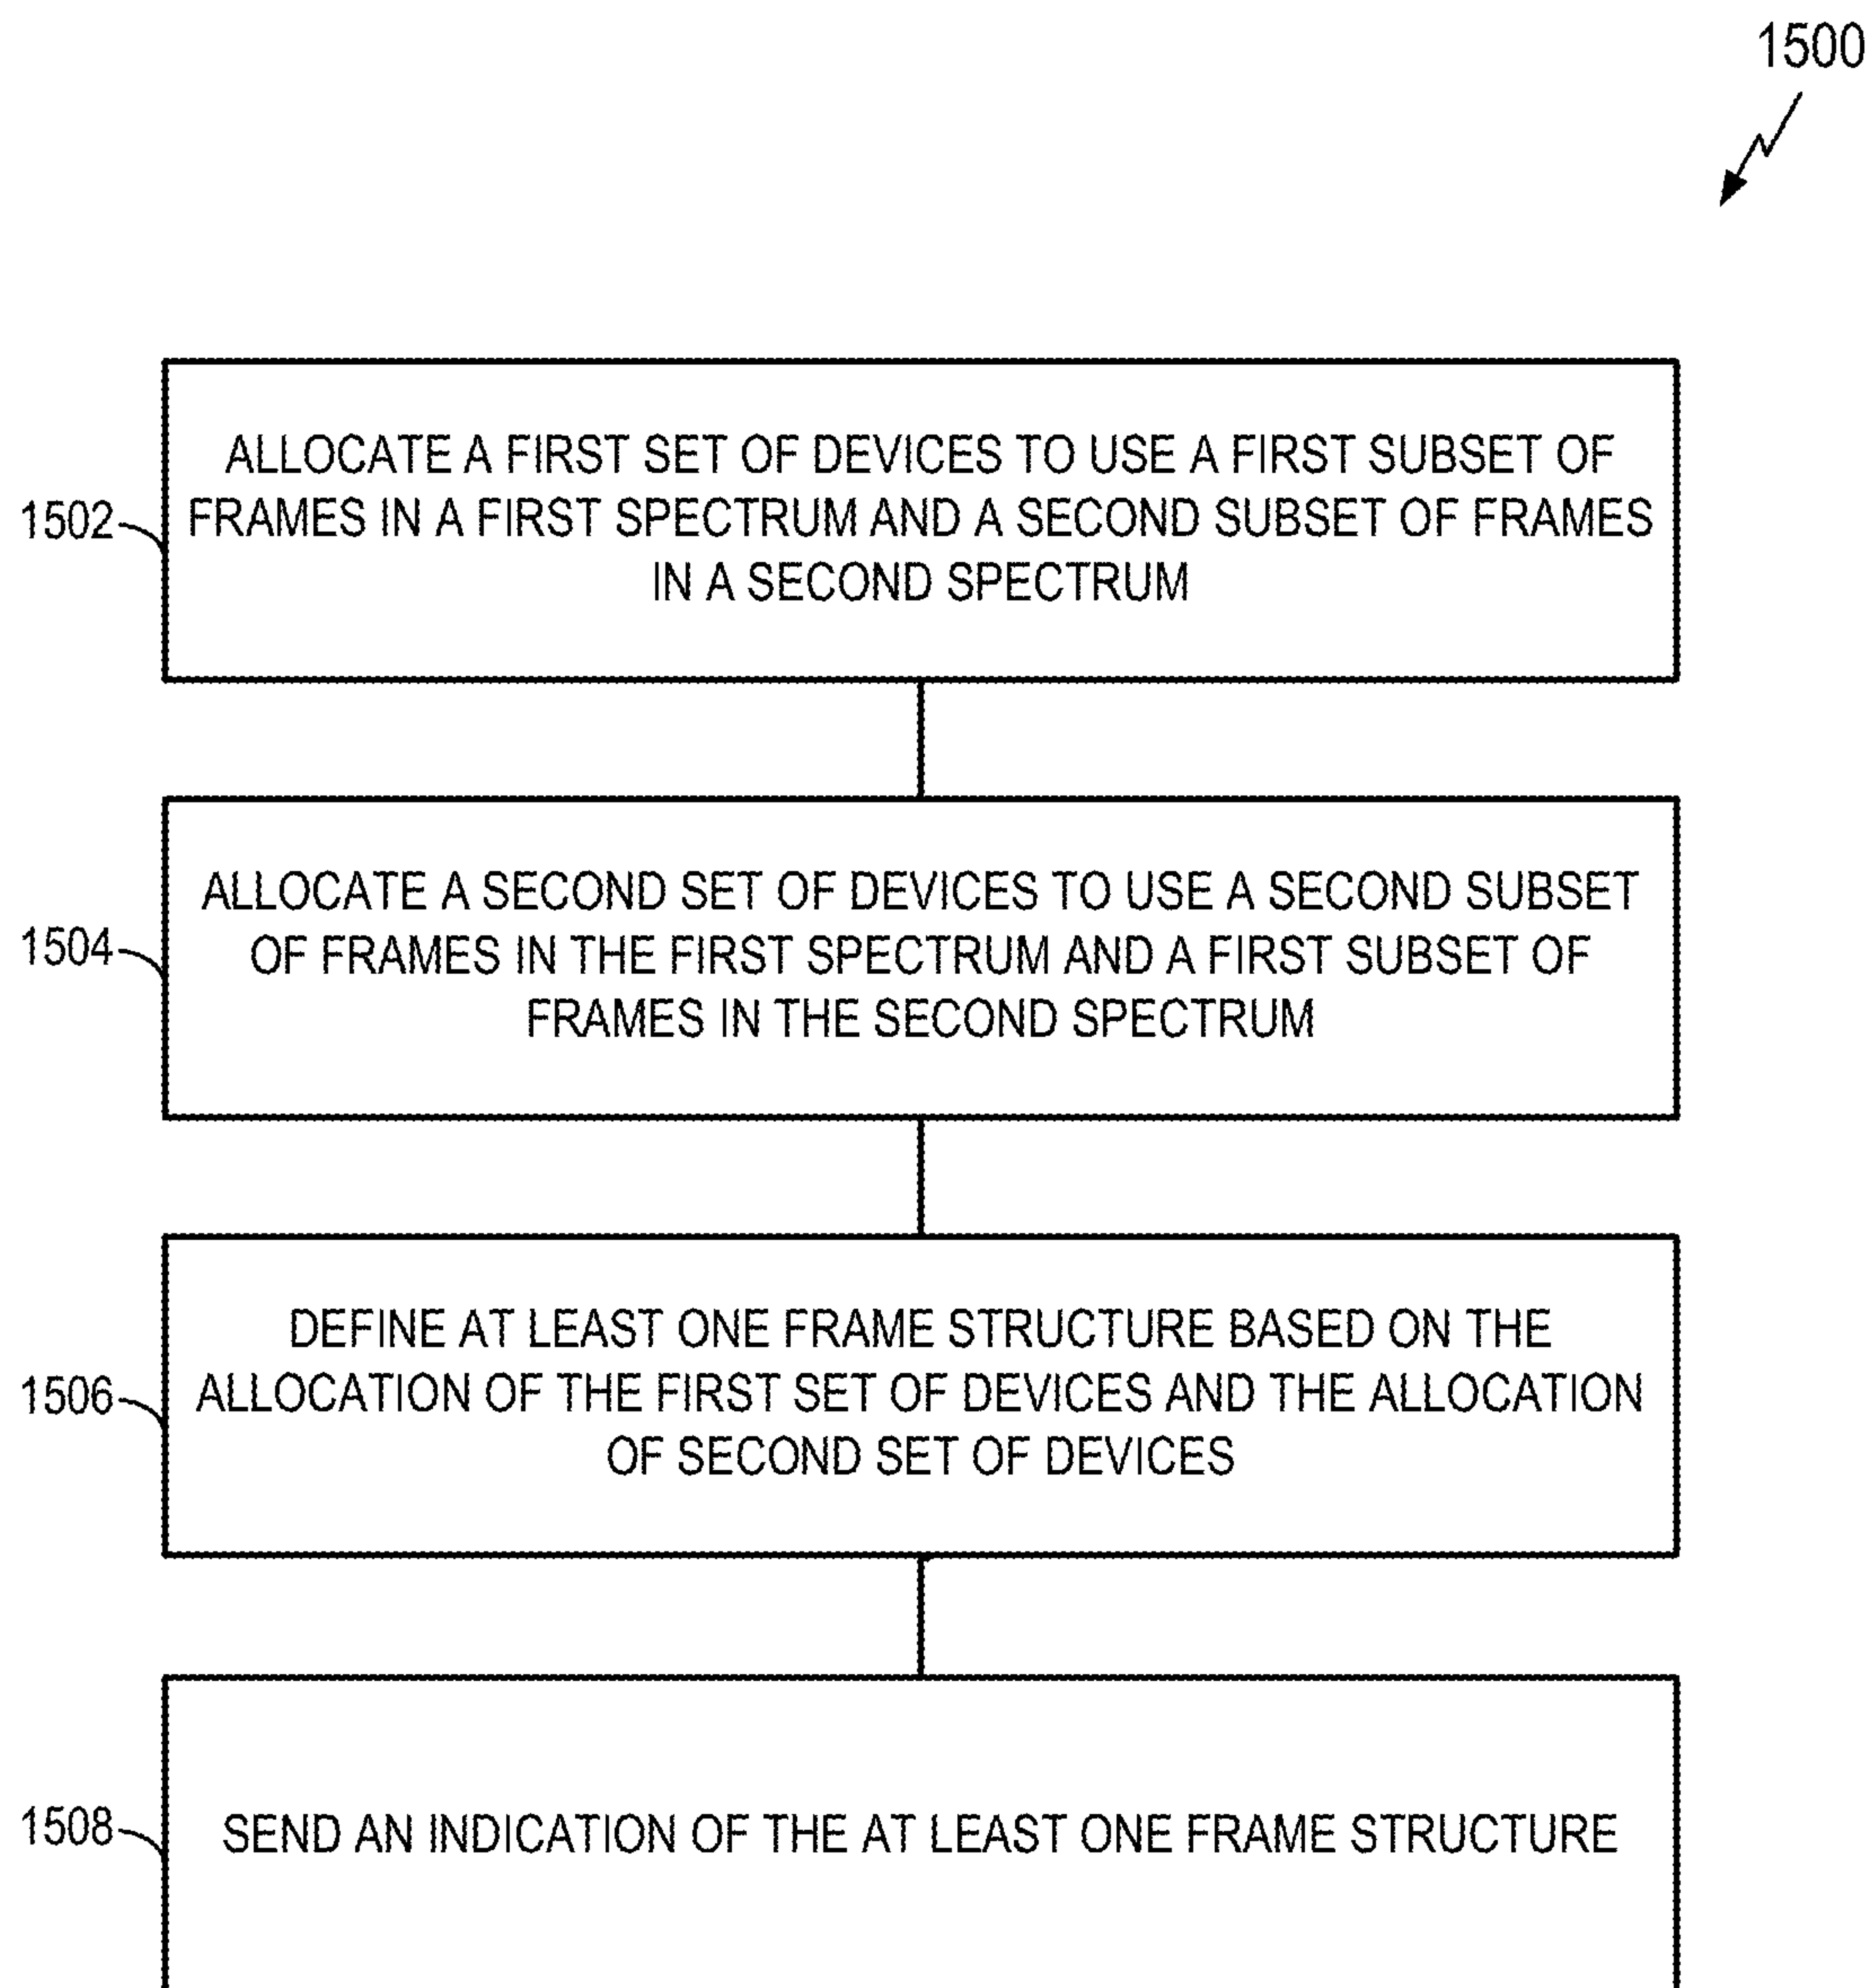 1500
ALLOCATE A FIRST SET OF DEVICES TO USE A FIRST SUBSET OF
FRAMES IN A FIRST SPECTRUM AND A SECOND SUBSET OF FRAMES
IN A SECOND SPECTRUM
1502
ALLOCATE A SECOND SET OF DEVICES TO USE A SECOND SUBSET
OF FRAMES IN THE FIRST SPECTRUM AND A FIRST SUBSET OF
FRAMES IN THE SECOND SPECTRUM
1504
DEFINE AT LEAST ONE FRAME STRUCTURE BASED ON THE
ALLOCATION OF THE FIRST SET OF DEVICES AND THE ALLOCATION
OF SECOND SET OF DEVICES
1506
SEND AN INDICATION OF THE AT LEAST ONE FRAME STRUCTURE
1508